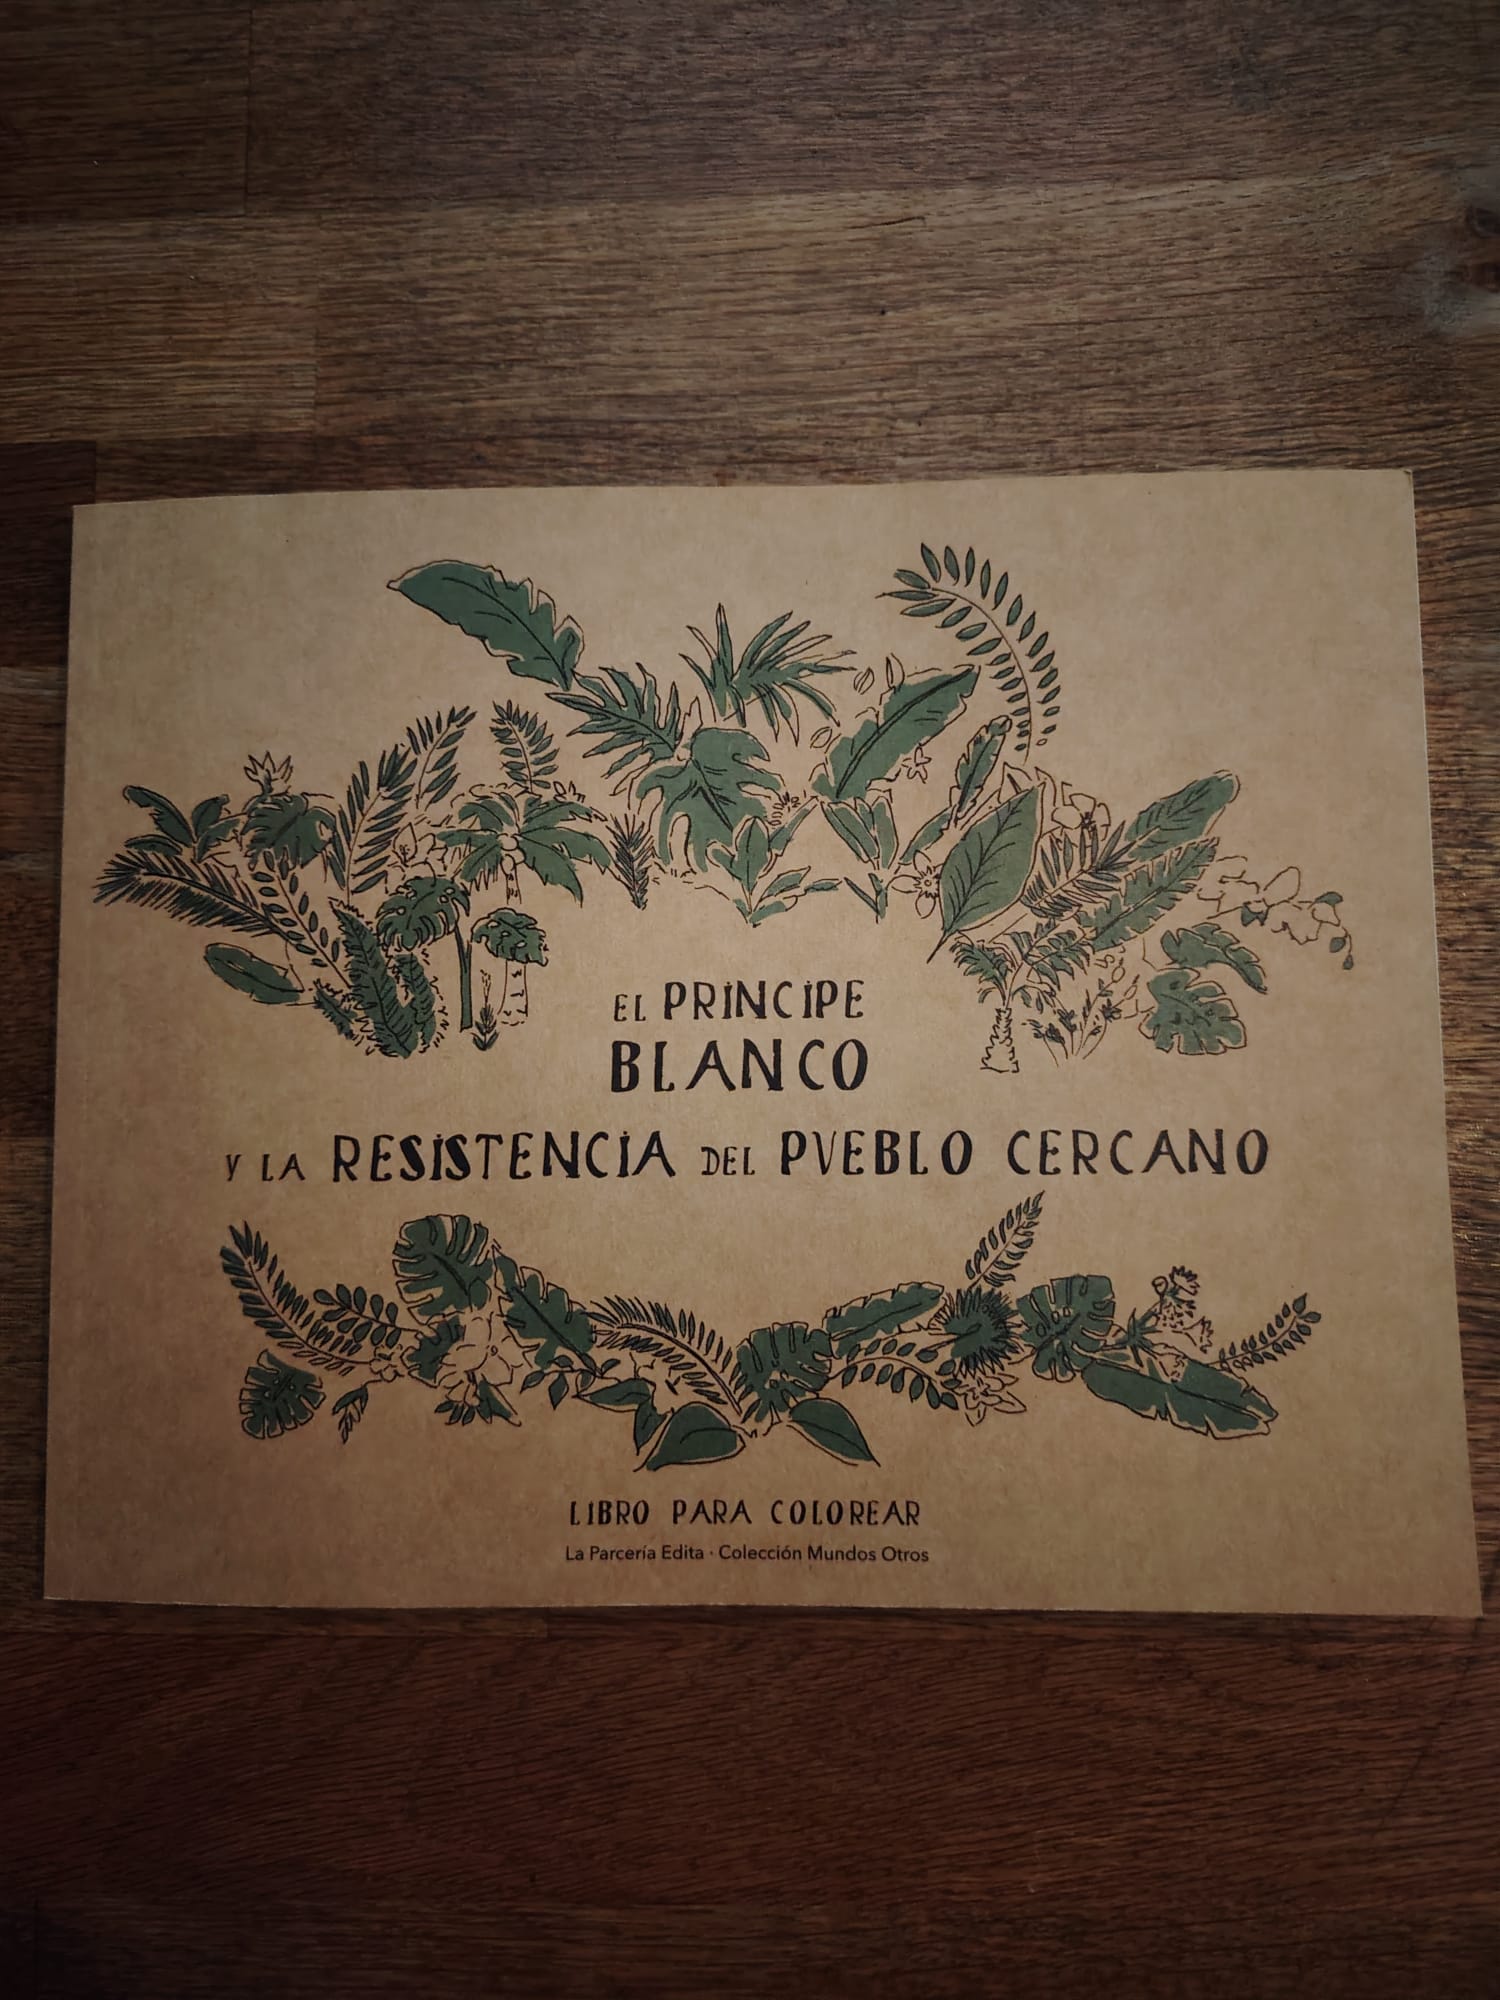 EL PRINCIPE
BLANCO
Y LA RESISTENCIA DEL PVEBLO CERCANO
LIBRO PARA COLOREAR
La Parcería Edita · Colección Mundos Otros